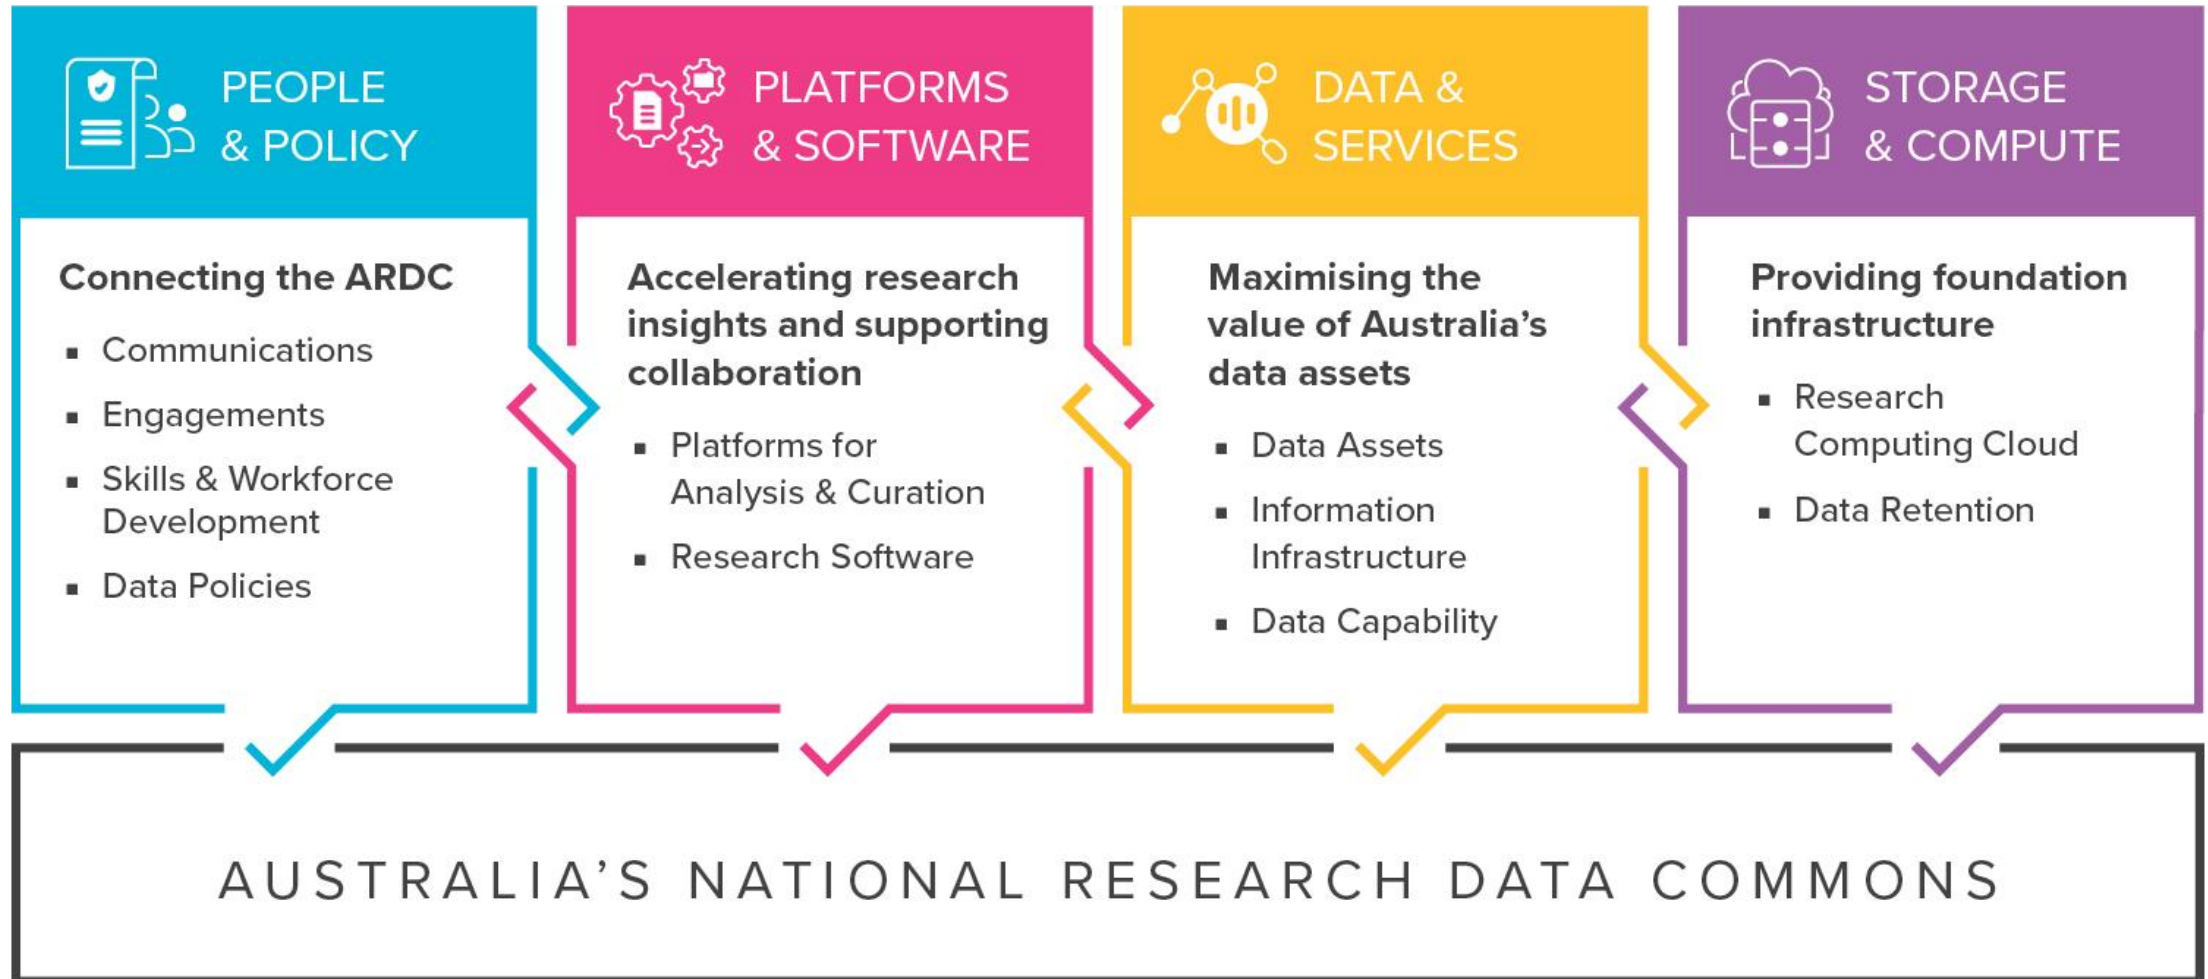 PEOPLE
& POLICY
Connecting the ARDC
▪ Communications
▪ Engagements
▪ Skills & Workforce
Development
▪ Data Policies
PLATFORMS
& SOFTWARE
Accelerating research
insights and supporting
collaboration
▪ Platforms for
Analysis & Curation
▪ Research Software
DATA &
SERVICES
Maximising the
value of Australia’s
data assets
▪ Data Assets
▪ Information
Infrastructure
▪ Data Capability
STORAGE
& COMPUTE
Providing foundation
infrastructure
▪ Research
Computing Cloud
▪ Data Retention
AUSTRALIA’S NATIONAL RESEARCH DATA COMMONS